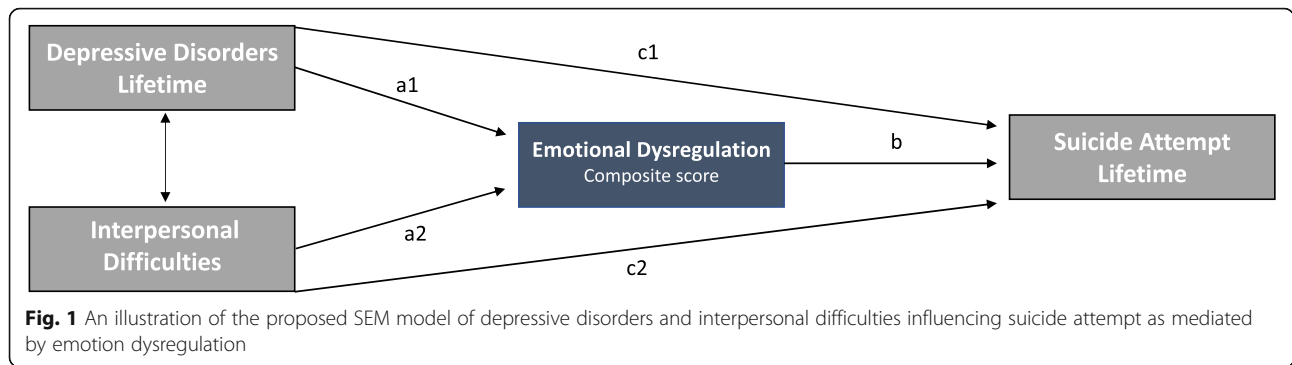 Depressive Disorders
Lifetime
c1
a1
Emotional Dysregulation
Composite score
b
Suicide Attempt
Lifetime
Interpersonal
Difficulties
a2
c2
Fig. 1 An illustration of the proposed SEM model of depressive disorders and interpersonal difficulties influencing suicide attempt as mediated
by emotion dysregulation